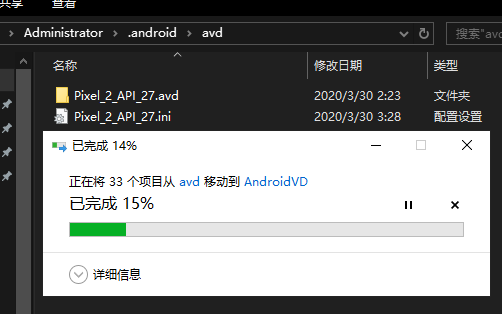 共享 查看
Administrator > .android > avd
搜索"avd
名称 修改日期 类型
Pixel_2_API_27.avd 2020/3/30 2:23 文件夹
Pixel_2_API_27.ini 2020/3/30 3:28 配置设置
已完成 14%
正在将 33 个项目从 avd 移动到 AndroidVD
已完成 15%
详细信息